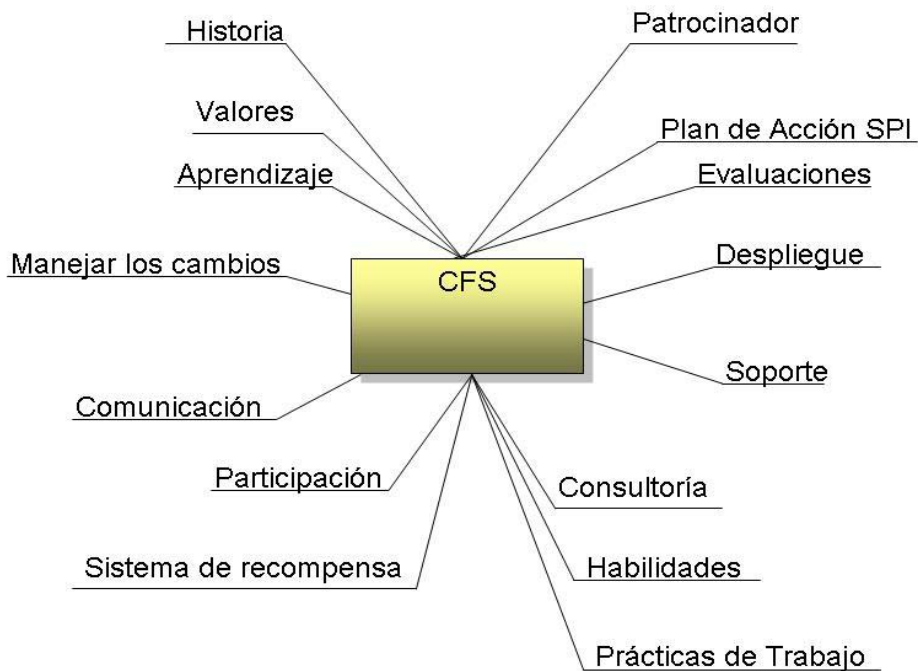 Historia
Patrocinador
Valores
Plan de Acción SPI
Aprendizaje
Evaluaciones
Manejar los cambios
Despliegue
CFS
Soporte
Comunicación
Participación
Consultoría
Sistema de recompensa
Habilidades
Prácticas de Trabajo